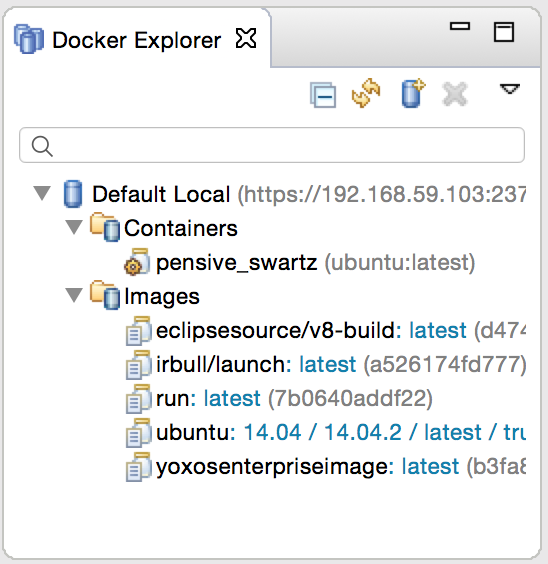 Docker Explorer
Default Local (https://192.168.59.103:237
Containers
pensive_swartz (ubuntu:latest)
Images
eclipsesource/v8-build: latest (d474
irbull/launch: latest (a526174fd777)
run: latest (7b0640addf22)
ubuntu: 14.04 / 14.04.2 / latest / tru
yoxosenterpriseimage: latest (b3fa8